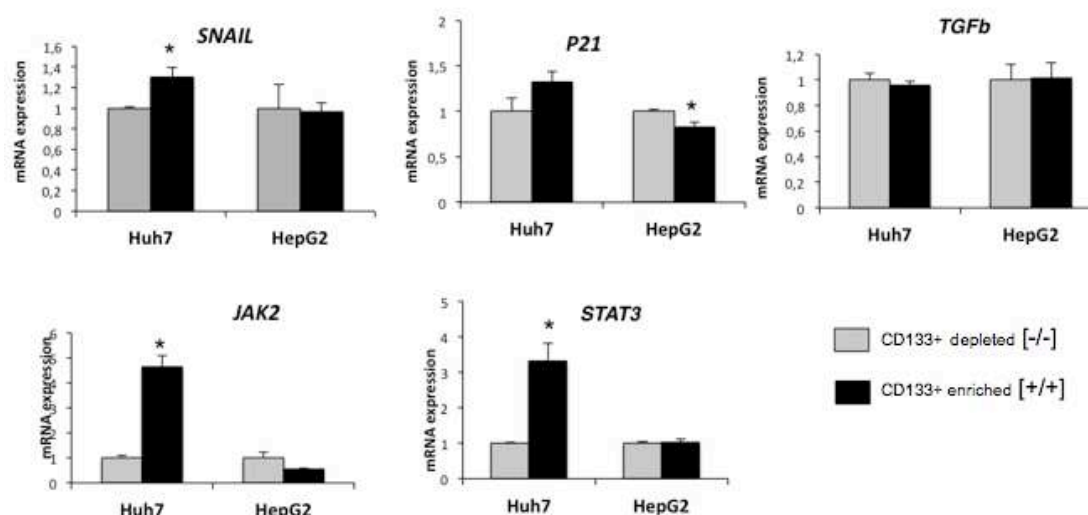 SNAIL
mRNA expression
1,6
1,4
1,2
1
0,8
0,6
0,4
0,2
0
*
Huh7 HepG2
P21
mRNA expression
2
1,5
1
0,5
0
*
Huh7 HepG2
TGFb
mRNA expression
1,2
1
0,8
0,6
0,4
0,2
0
Huh7 HepG2
JAK2
mRNA expression
2
1
0
*
Huh7 HepG2
STAT3
mRNA expression
5
4
3
2
1
0
*
Huh7 HepG2
CD133+ depleted [-/-]
CD133+ enriched [+/+]